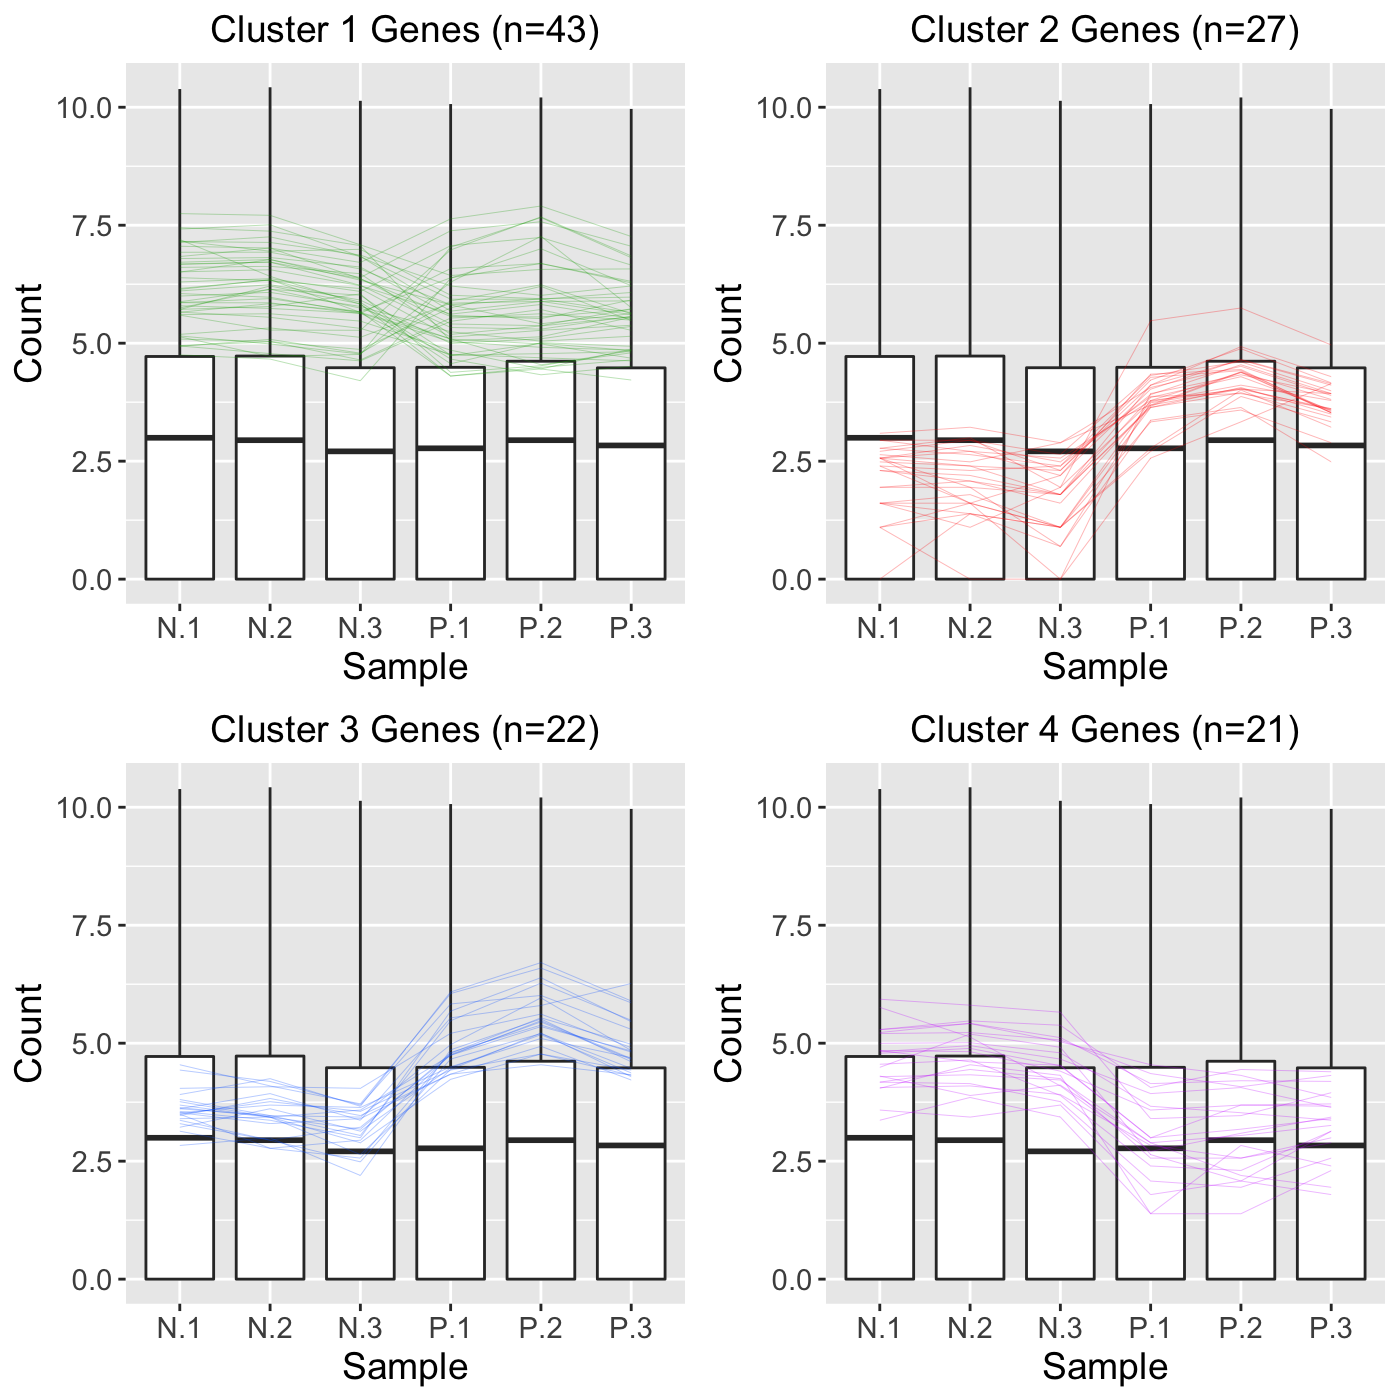 Cluster 1 Genes (n=43)
10.0
7.5
5.0
2.5
0.0
Count
N.1 N.2 N.3 P.1 P.2 P.3
Sample
Cluster 2 Genes (n=27)
10.0
7.5
5.0
2.5
0.0
Count
N.1 N.2 N.3 P.1 P.2 P.3
Sample
Cluster 3 Genes (n=22)
10.0
7.5
5.0
2.5
0.0
Count
N.1 N.2 N.3 P.1 P.2 P.3
Sample
Cluster 4 Genes (n=21)
10.0
7.5
5.0
2.5
0.0
Count
N.1 N.2 N.3 P.1 P.2 P.3
Sample